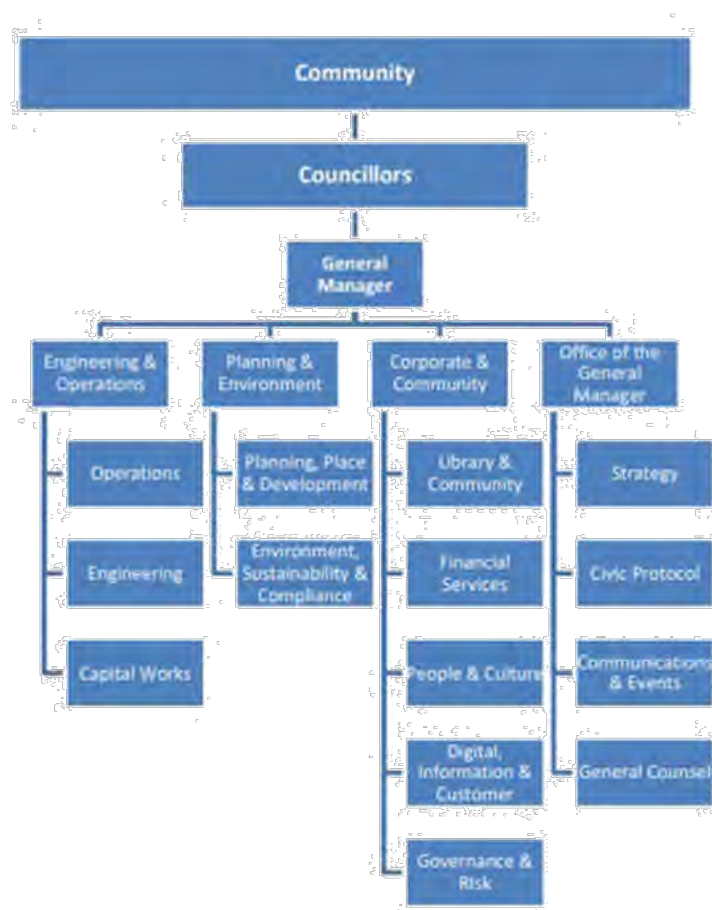 Community
Councillors
General
Manager
Engineering &
Operations
Planning &
Environment
Corporate &
Community
Office of the
General
Manager
Operations
Engineering
Capital Works
Planning, Place
& Development
Environment,
Sustainability &
Compliance
Library &
Community
Financial
Services
People & Culture
Digital,
Information &
Customer
Governance &
Risk
Strategy
Civic Protocol
Communications
& Events
General Counsel